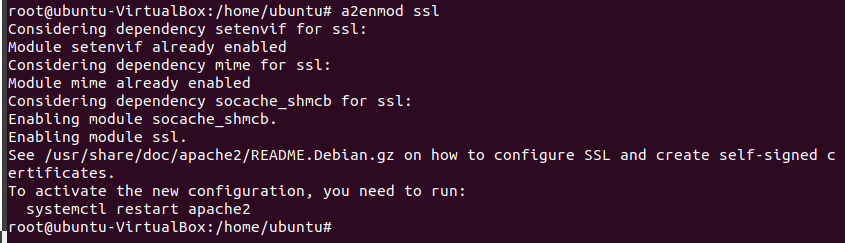 root@ubuntu-VirtualBox:/home/ubuntu# a2enmod ssl
Considering dependency setenvif for ssl:
Module setenvif already enabled
Considering dependency mime for ssl:
Module mime already enabled
Considering dependency socache_shmcb for ssl:
Enabling module socache_shmcb.
Enabling module ssl.
See /usr/share/doc/apache2/README.Debian.gz on how to configure SSL and create self-signed c
ertificates.
To activate the new configuration, you need to run:
  systemctl restart apache2
root@ubuntu-VirtualBox:/home/ubuntu#